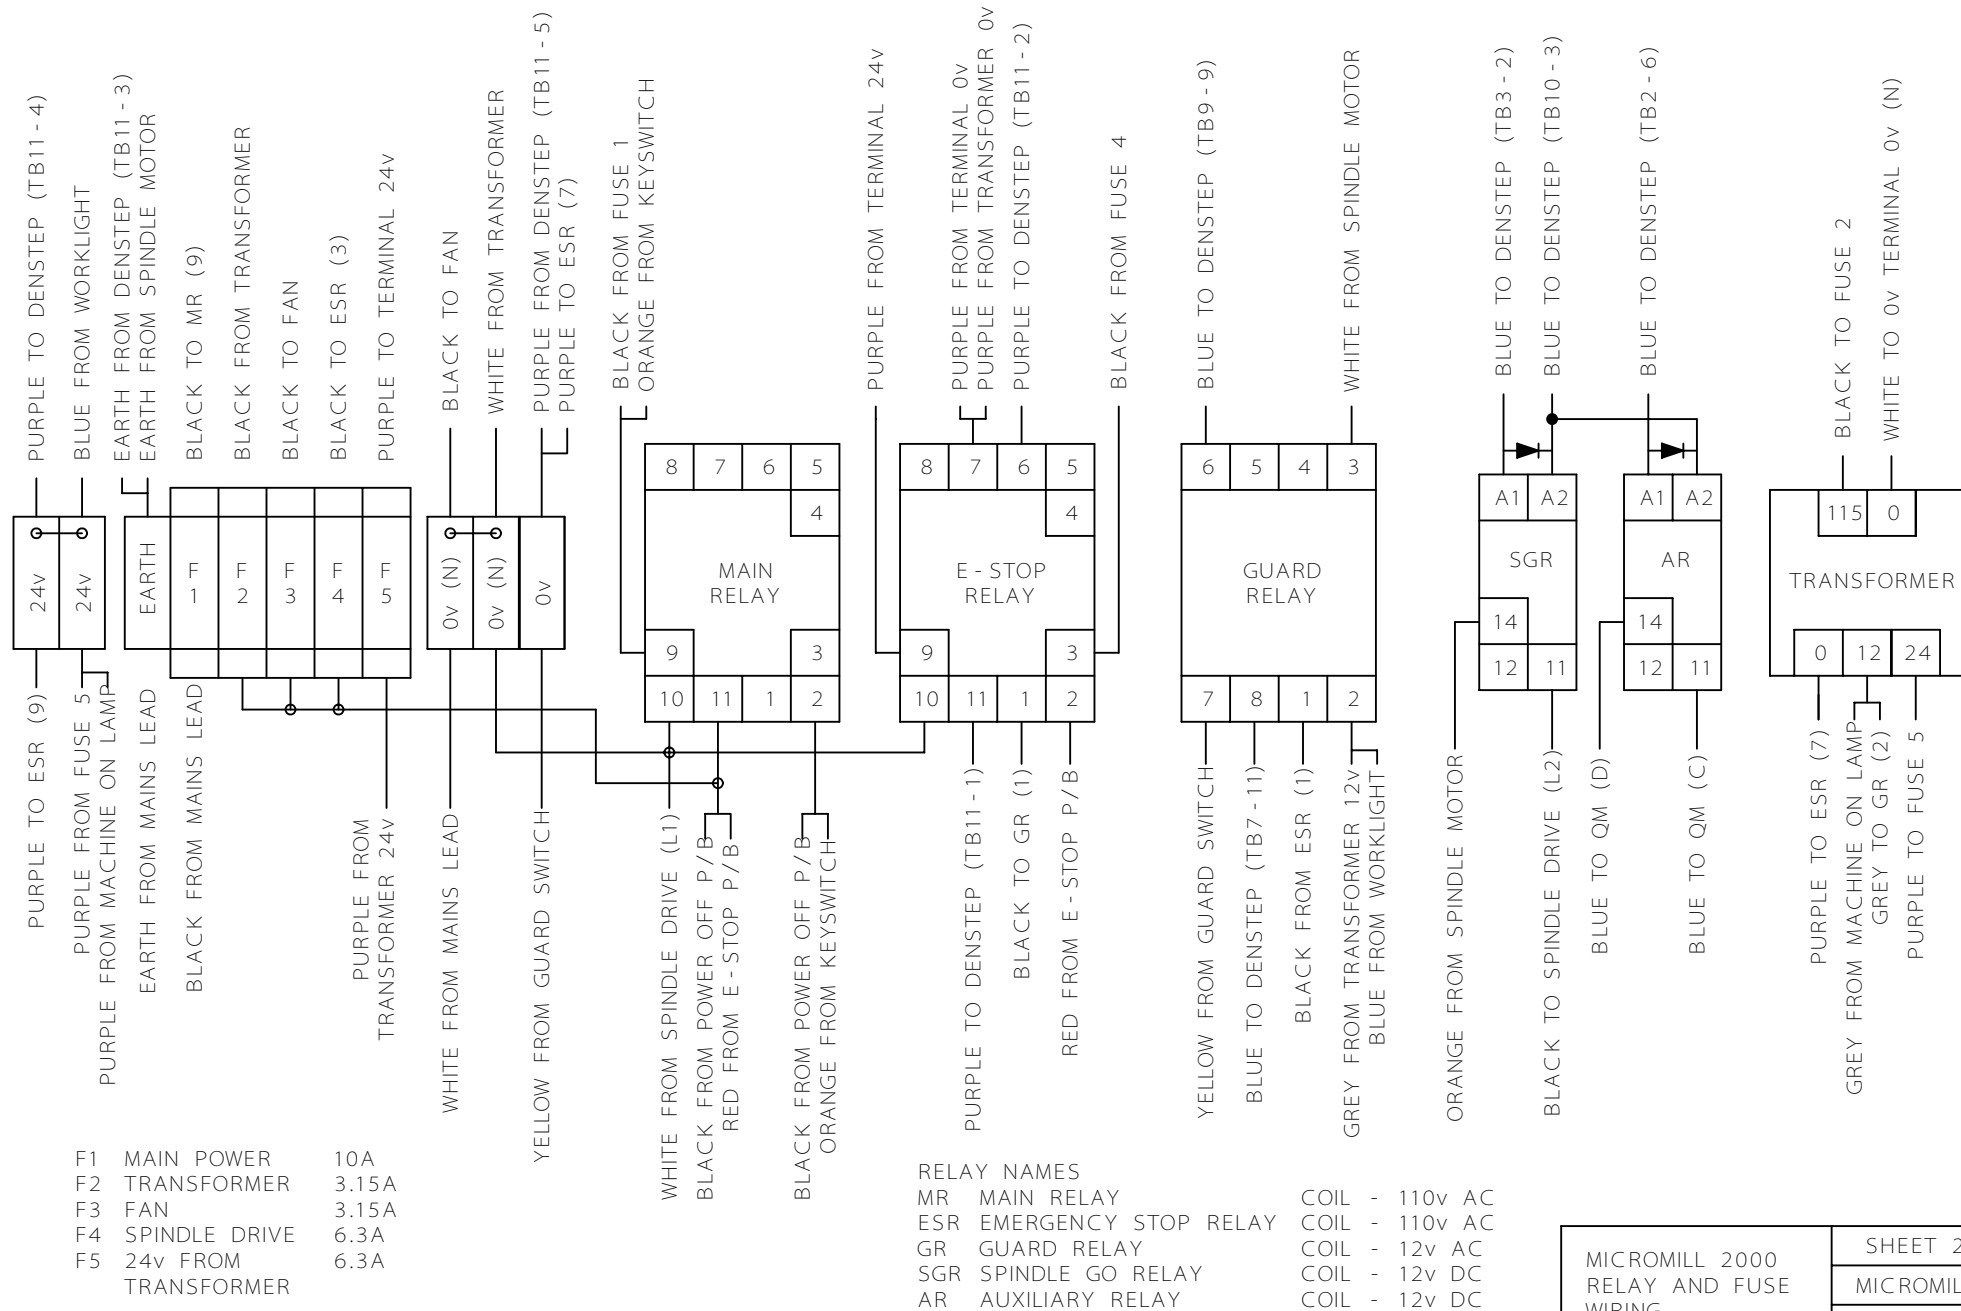 PURPLE TO DENSTEP (TB11-4)
BLUE FROM WORKLIGHT
EARTH FROM DENSTEP (TB11-3)
EARTH FROM SPINDLE MOTOR
BLACK TO MR (9)
BLACK FROM TRANSFORMER
BLACK TO FAN
BLACK TO ESR (3)
PURPLE TO TERMINAL 24v
BLACK TO FAN
WHITE FROM TRANSFORMER
PURPLE FROM DENSTEP (TB11-5)
PURPLE TO ESR (7)
BLACK FROM FUSE 1
ORANGE FROM KEYSWITCH
PURPLE FROM TERMINAL 24v
PURPLE FROM TERMINAL 0v
PURPLE FROM TRANSFORMER 0v
PURPLE TO DENSTEP (TB11-2)
BLACK FROM FUSE 4
BLUE TO DENSTEP (TB9-9)
WHITE FROM SPINDLE MOTOR
BLUE TO DENSTEP (TB3-2)
BLUE TO DENSTEP (TB10-3)
BLUE TO DENSTEP (TB2-6)
BLACK TO FUSE 2
WHITE TO 0v TERMINAL 0v (N)
24v
24v
EARTH
F1
F2
F3
F4
F5
0v (N)
0v (N)
0v
8 7 6 5
4
MAIN
RELAY
9 3
10 11 1 2
8 7 6 5
4
E-STOP
RELAY
9 3
10 11 1 2
6 5 4 3
GUARD
RELAY
7 8 1 2
A1 A2
SGR
14
12 11
A1 A2
AR
14
12 11
115 0
TRANSFORMER
0 12 24
PURPLE TO ESR (9)
PURPLE FROM FUSE 5
PURPLE FROM MACHINE ON LAMP
EARTH FROM MAINS LEAD
BLACK FROM MAINS LEAD
PURPLE FROM
TRANSFORMER 24v
WHITE FROM MAINS LEAD
YELLOW FROM GUARD SWITCH
WHITE FROM SPINDLE DRIVE (L1)
BLACK FROM POWER OFF P/B
RED FROM E-STOP P/B
BLACK FROM POWER OFF P/B
ORANGE FROM KEYSWITCH
PURPLE TO DENSTEP (TB11-1)
BLACK TO GR (1)
RED FROM E-STOP P/B
YELLOW FROM GUARD SWITCH
BLUE TO DENSTEP (TB7-11)
BLACK FROM ESR (1)
GREY FROM TRANSFORMER 12v
BLUE FROM WORKLIGHT
ORANGE FROM SPINDLE MOTOR
BLACK TO SPINDLE DRIVE (L2)
BLUE TO QM (D)
BLUE TO QM (C)
PURPLE TO ESR (7)
GREY FROM MACHINE ON LAMP
GREY TO GR (2)
PURPLE TO FUSE 5
F1 MAIN POWER 10A
F2 TRANSFORMER 3.15A
F3 FAN 3.15A
F4 SPINDLE DRIVE 6.3A
F5 24v FROM 6.3A
TRANSFORMER
RELAY NAMES
MR MAIN RELAY COIL - 110v AC
ESR EMERGENCY STOP RELAY COIL - 110v AC
GR GUARD RELAY COIL - 12v AC
SGR SPINDLE GO RELAY COIL - 12v DC
AR AUXILIARY RELAY COIL - 12v DC
MICROMILL 2000
RELAY AND FUSE
WIRING
SHEET 2
MICROMIL